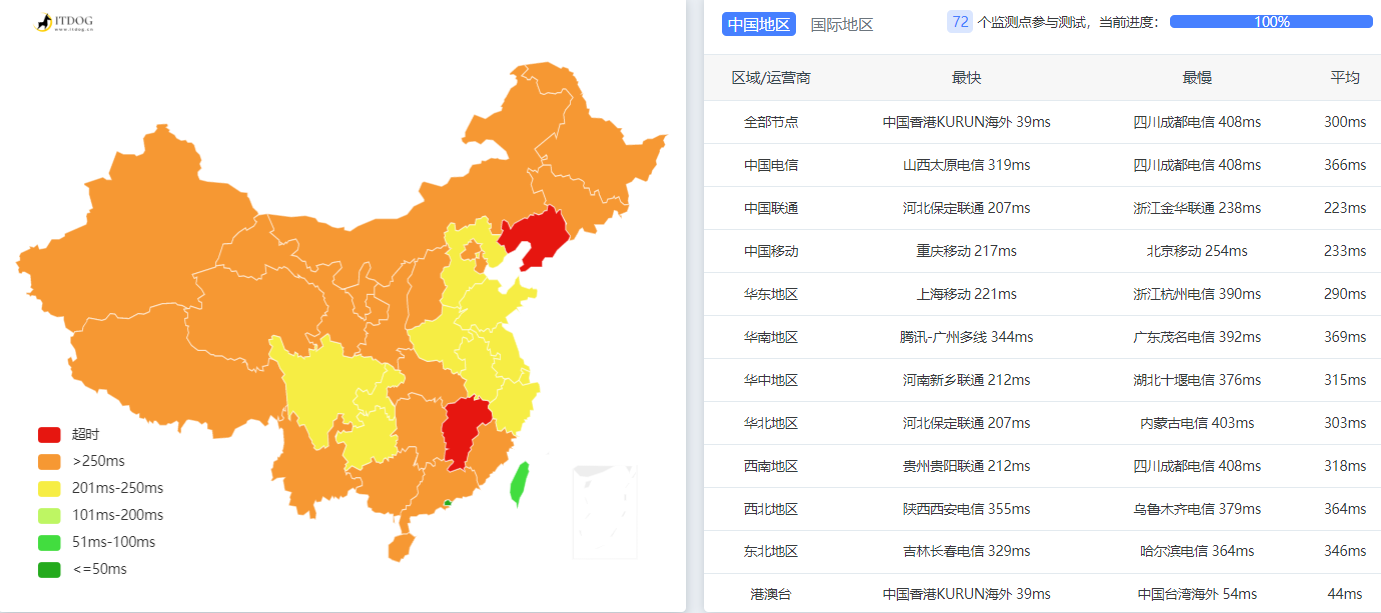 ITDOG
www.itdog.cn
超时
>250ms
201ms-250ms
101ms-200ms
51ms-100ms
<=50ms
中国地区 国际地区 72 个监测点参与测试，当前进度： 100%
区域/运营商 最快 最慢 平均
全部节点 中国香港KURUN海外 39ms 四川成都电信 408ms 300ms
中国电信 山西太原电信 319ms 四川成都电信 408ms 366ms
中国联通 河北保定联通 207ms 浙江金华联通 238ms 223ms
中国移动 重庆移动 217ms 北京移动 254ms 233ms
华东地区 上海移动 221ms 浙江杭州电信 390ms 290ms
华南地区 腾讯-广州多线 344ms 广东茂名电信 392ms 369ms
华中地区 河南新乡联通 212ms 湖北十堰电信 376ms 315ms
华北地区 河北保定联通 207ms 内蒙古电信 403ms 303ms
西南地区 贵州贵阳联通 212ms 四川成都电信 408ms 318ms
西北地区 陕西西安电信 355ms 乌鲁木齐电信 379ms 364ms
东北地区 吉林长春电信 329ms 哈尔滨电信 364ms 346ms
港澳台 中国香港KURUN海外 39ms 中国台湾海外 54ms 44ms